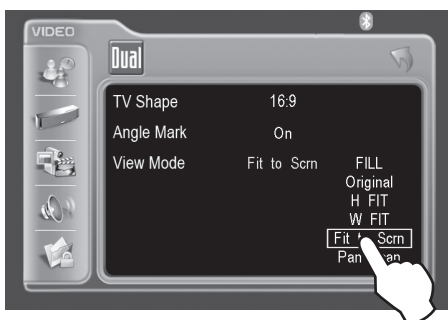 VIDEO
Dual
TV Shape 16:9
Angle Mark On
View Mode Fit to Scrn FILL
Original
H FIT
W FIT
Fit Scrn
Pan